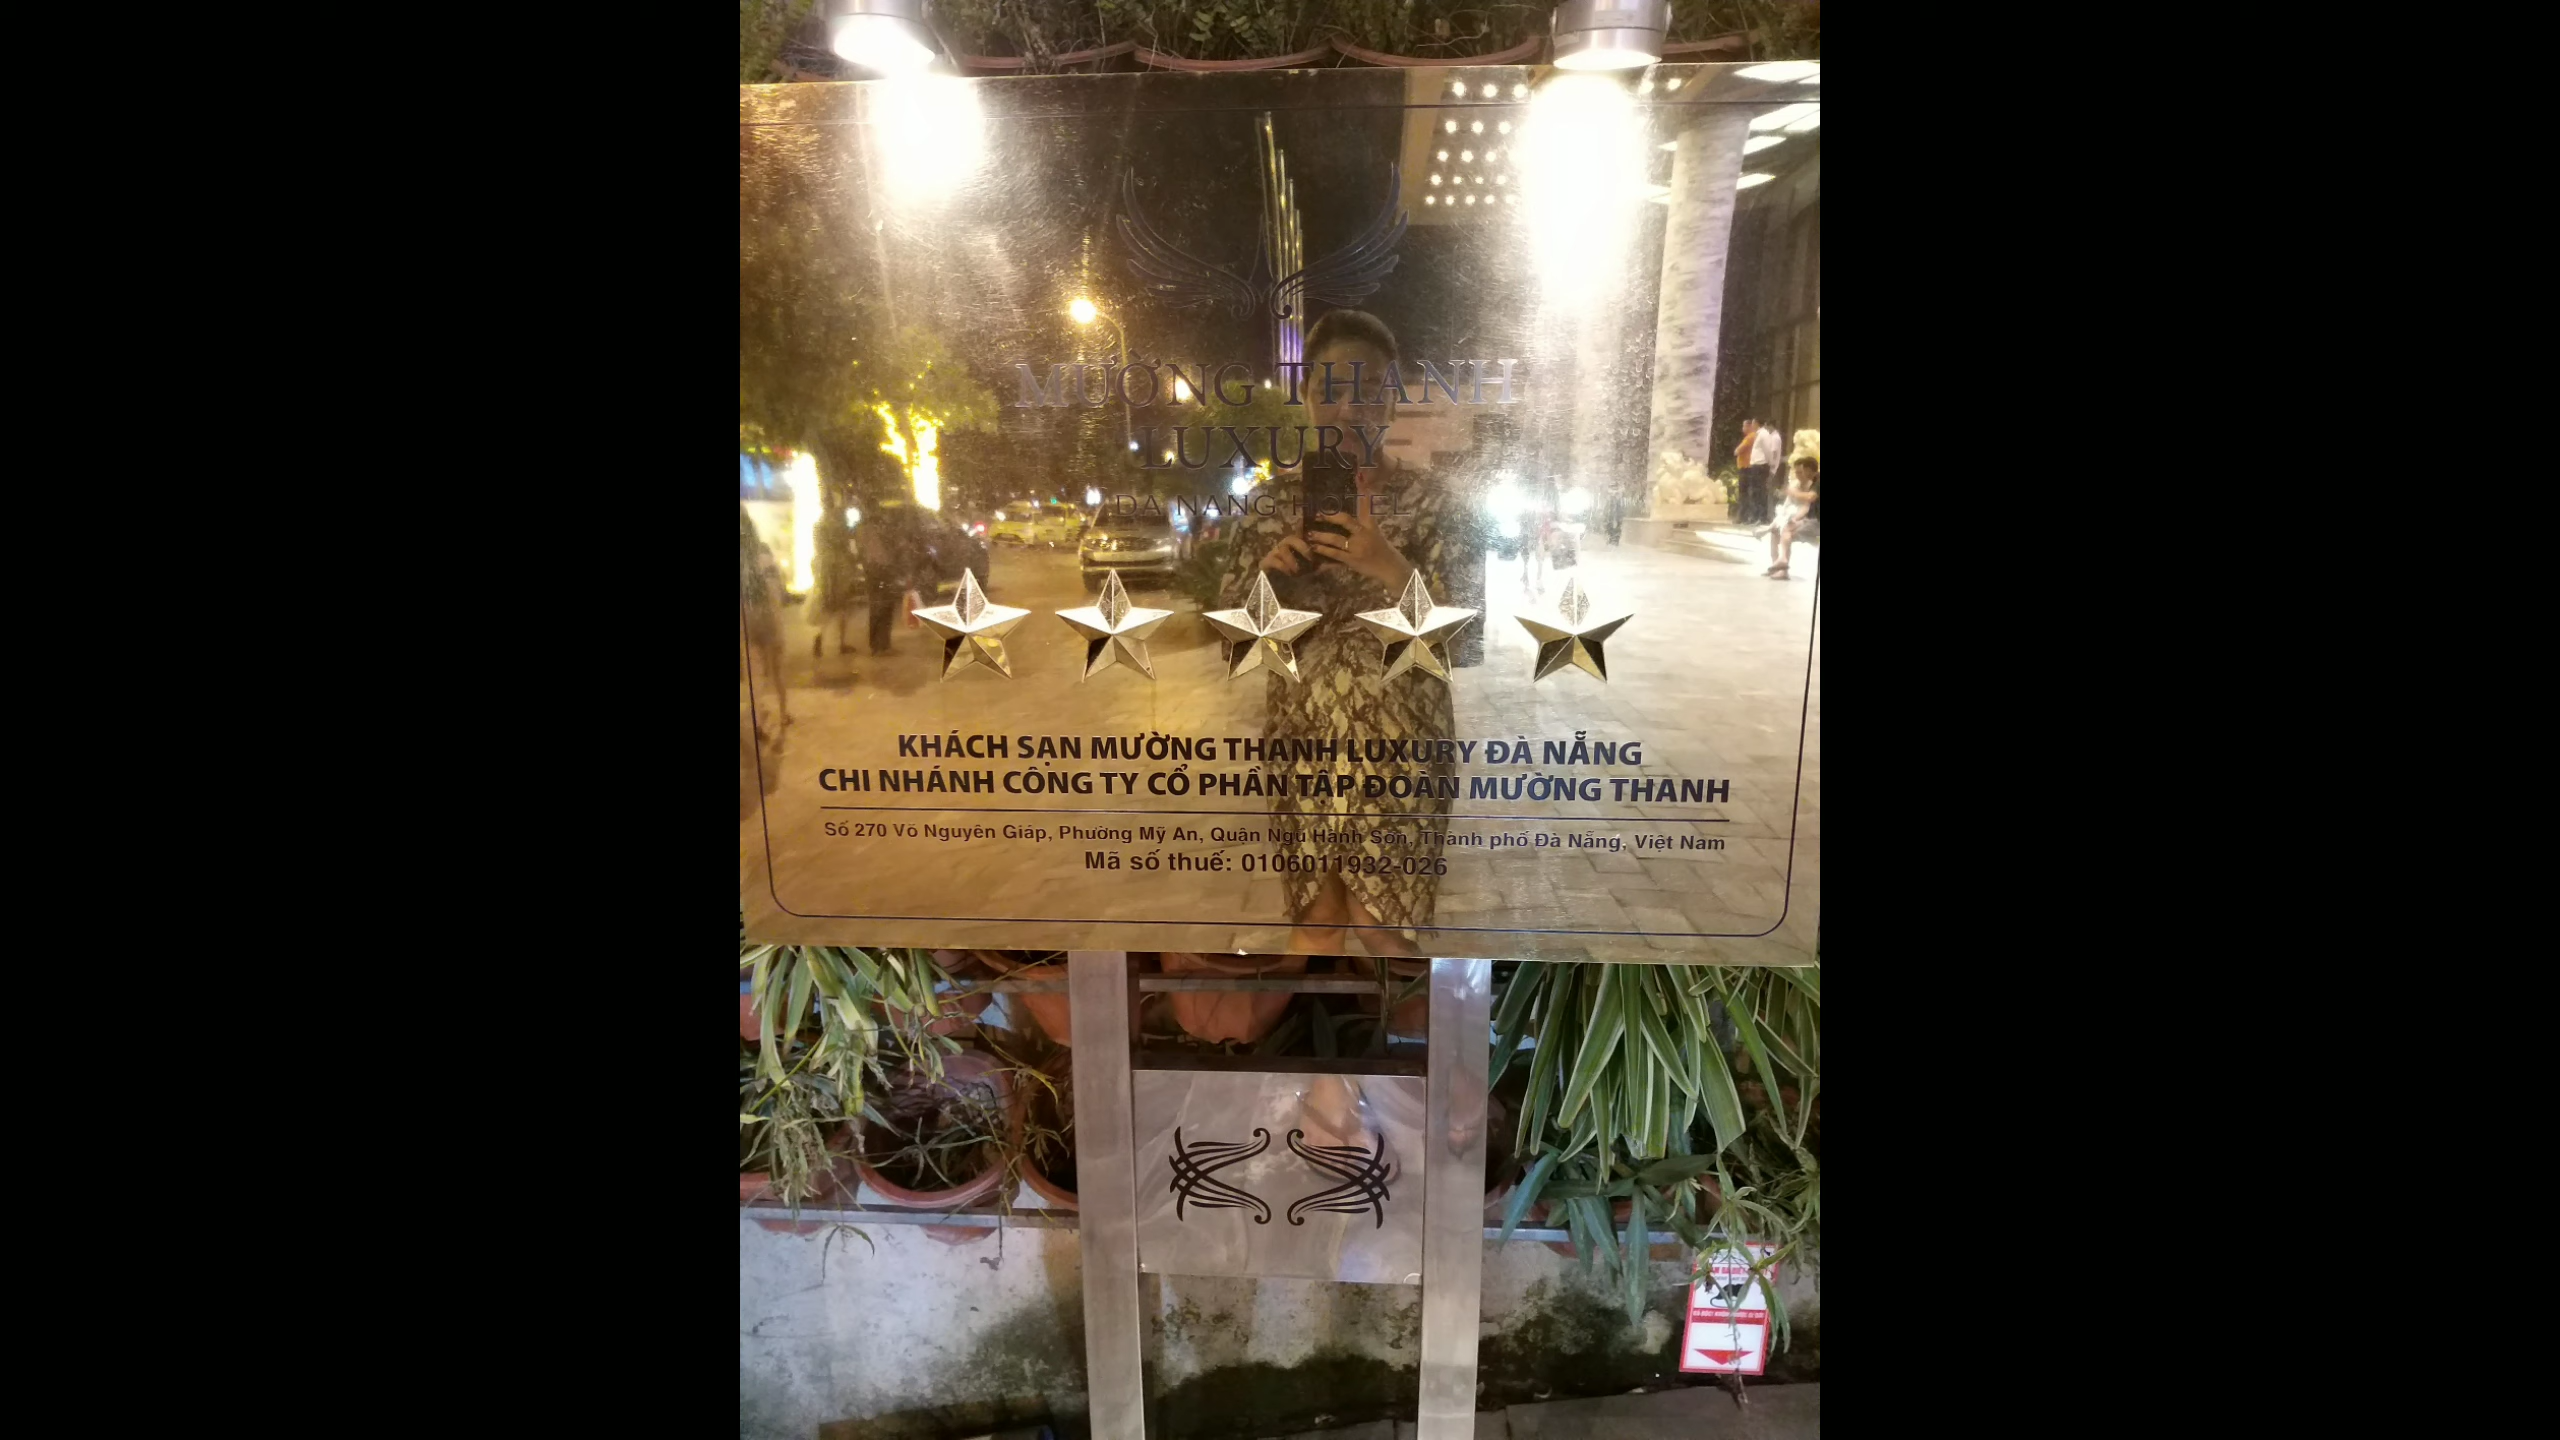 MƯỜNG THANH
LUXURY
DA NANG HOTEL
KHÁCH SẠN MƯỜNG THANH LUXURY ĐÀ NẴNG
CHI NHÁNH CÔNG TY CỔ PHẦN TẬP ĐOÀN MƯỜNG THANH
Số 270 Võ Nguyên Giáp, Phường Mỹ An, Quận Ngũ Hành Sơn, Thành phố Đà Nẵng, Việt Nam
Mã số thuế: 0106011932-026